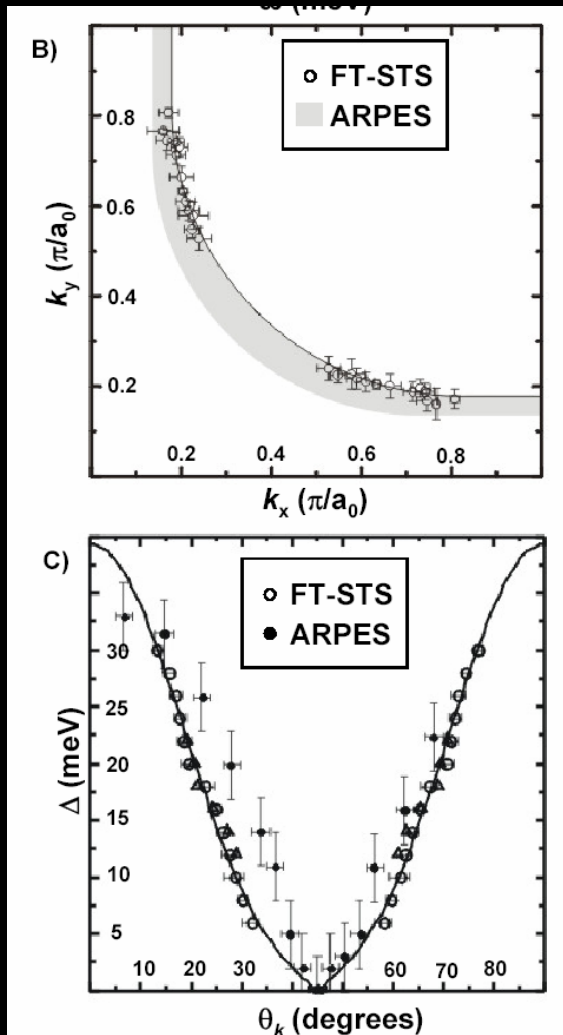 ω (meV)
B)
FT-STS
ARPES
0.8
0.6
0.4
0.2
k_y (π/a_0)
0.2 0.4 0.6 0.8
k_x (π/a_0)
C)
FT-STS
ARPES
30
25
20
15
10
5
Δ (meV)
10 20 30 60 70 80
θ_k (degrees)